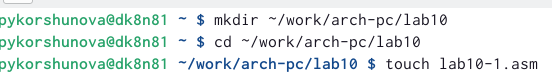 pykorshunova@dk8n81 ~ $ mkdir ~/work/arch-pc/lab10
pykorshunova@dk8n81 ~ $ cd ~/work/arch-pc/lab10
pykorshunova@dk8n81 ~/work/arch-pc/lab10 $ touch lab10-1.asm